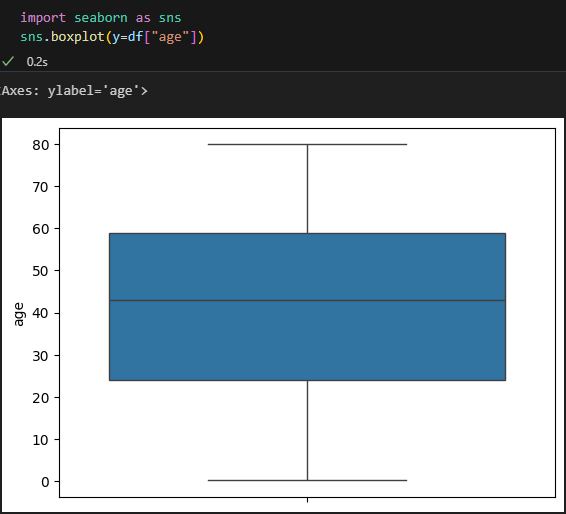 import seaborn as sns
sns.boxplot(y=df["age"])
0.2s
Axes: ylabel='age'>
80
70
60
50
40
30
20
10
0
age